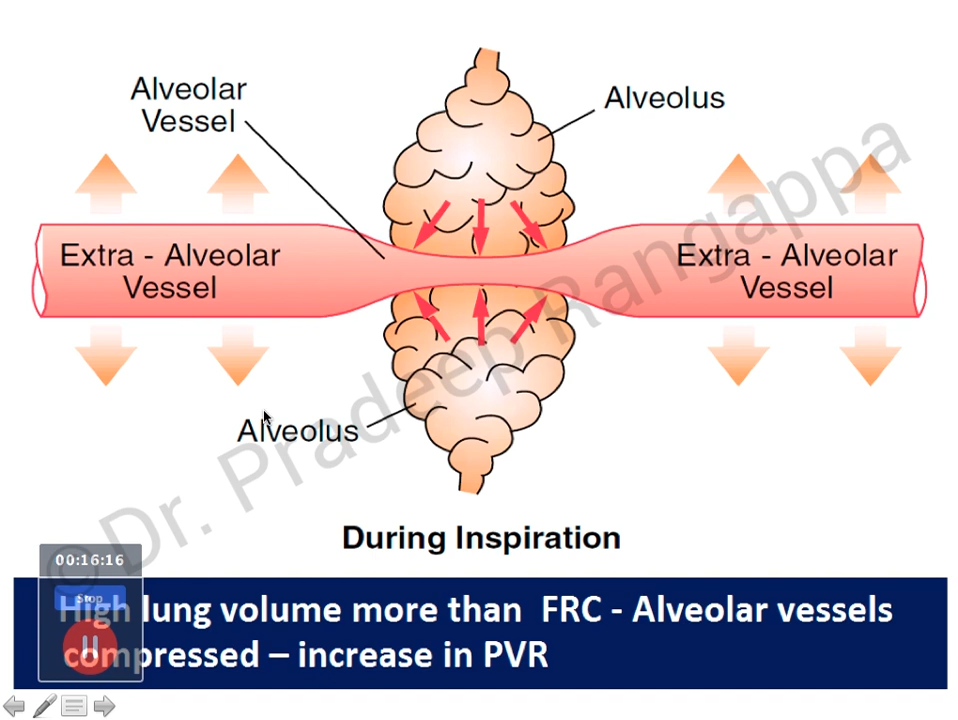 Alveolar
Vessel
Alveolus
Extra - Alveolar
Vessel
Extra - Alveolar
Vessel
Alveolus
© Dr. Pradeep Rangappa
During Inspiration
00:16:16
Stop
High lung volume more than FRC - Alveolar vessels
compressed – increase in PVR